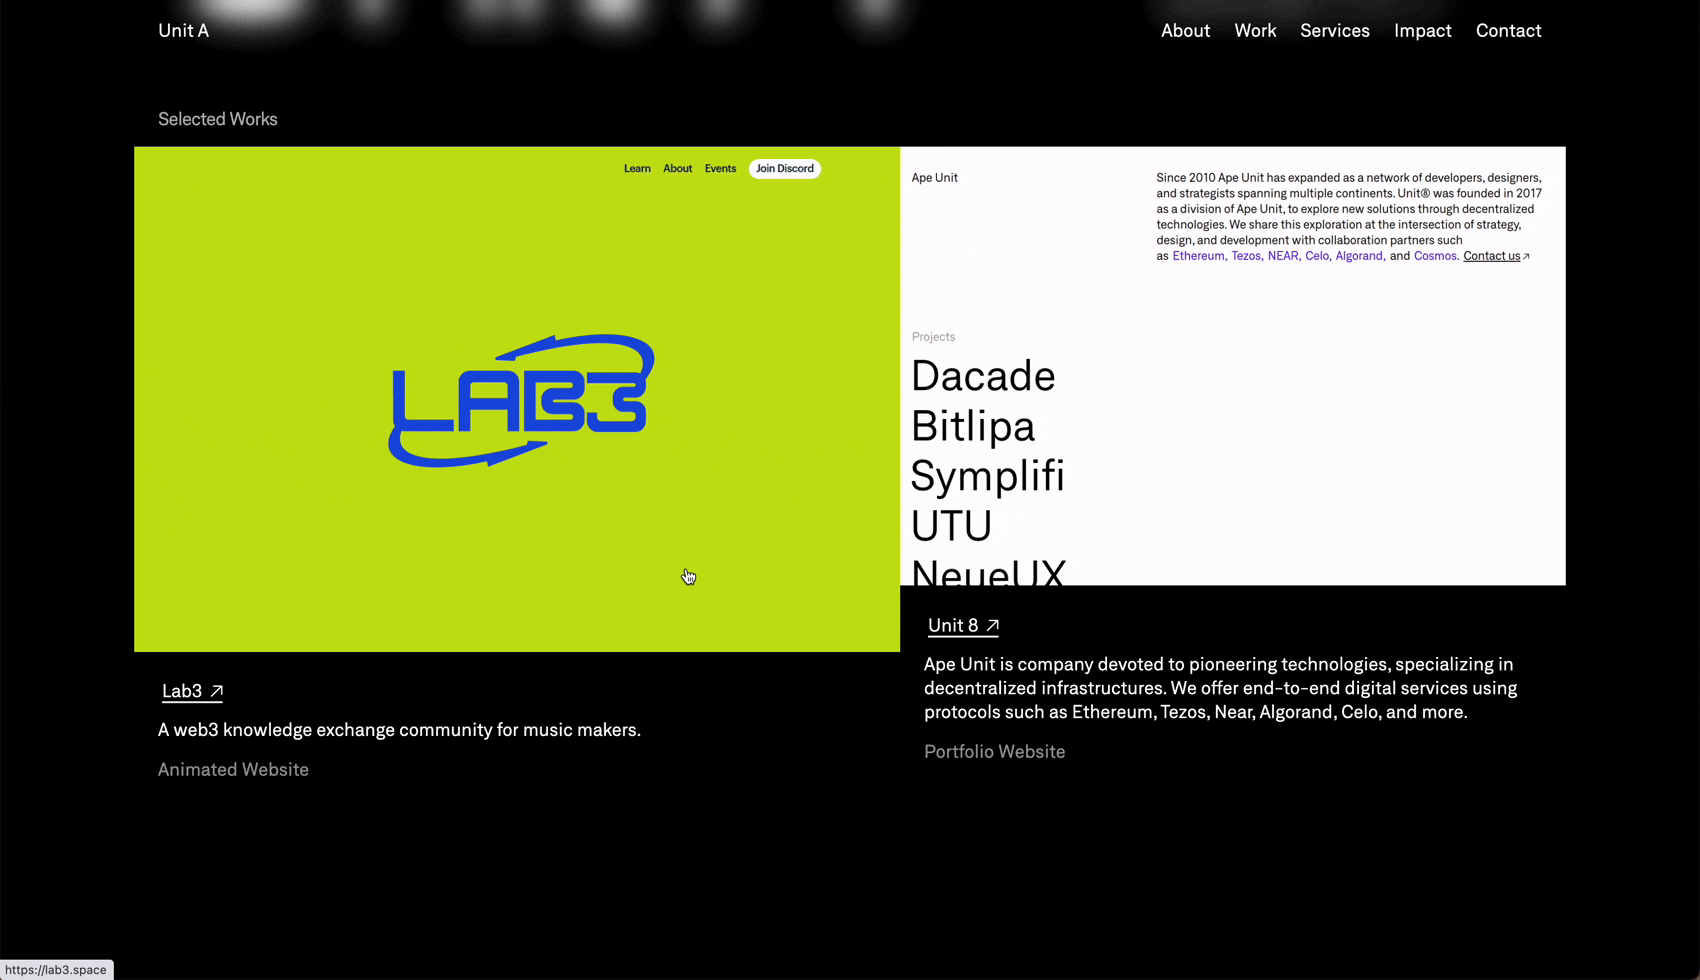 Unit A
About Work Services Impact Contact
Selected Works
Learn About Events Join Discord
LAB3
Ape Unit
Since 2010 Ape Unit has expanded as a network of developers, designers,
and strategists spanning multiple continents. Unit® was founded in 2017
as a division of Ape Unit, to explore new solutions through decentralized
technologies. We share this exploration at the intersection of strategy,
design, and development with collaboration partners such
as Ethereum, Tezos, NEAR, Celo, Algorand, and Cosmos. Contact us↗
Projects
Dacade
Bitlipa
Symplifi
UTU
NeueUX
Lab3 ↗
A web3 knowledge exchange community for music makers.
Animated Website
Unit 8 ↗
Ape Unit is company devoted to pioneering technologies, specializing in
decentralized infrastructures. We offer end-to-end digital services using
protocols such as Ethereum, Tezos, Near, Algorand, Celo, and more.
Portfolio Website
https://lab3.space